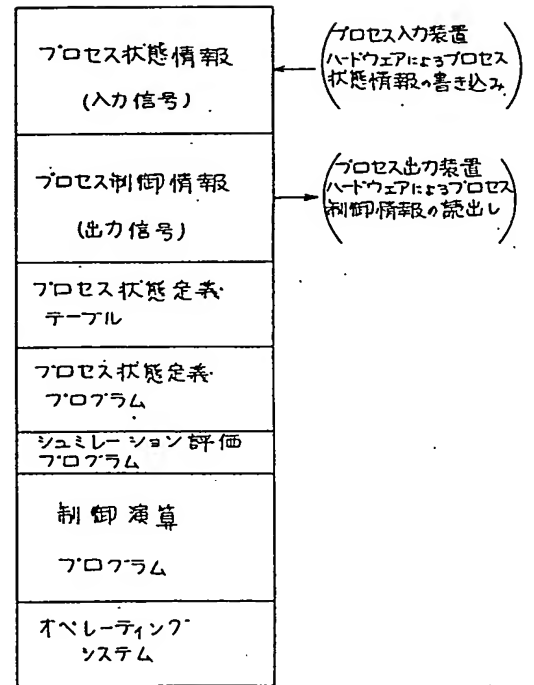 プロセス状態情報
(入力信号)
プロセス入力装置
ハードウェアによるプロセス
状態情報の書き込み
プロセス制御情報
(出力信号)
プロセス出力装置
ハードウェアによるプロセス
制御情報の読出し
プロセス状態定義
テーブル
プロセス状態定義
プログラム
シュミレーション評価
プログラム
制御演算
プログラム
オペレーティング
システム